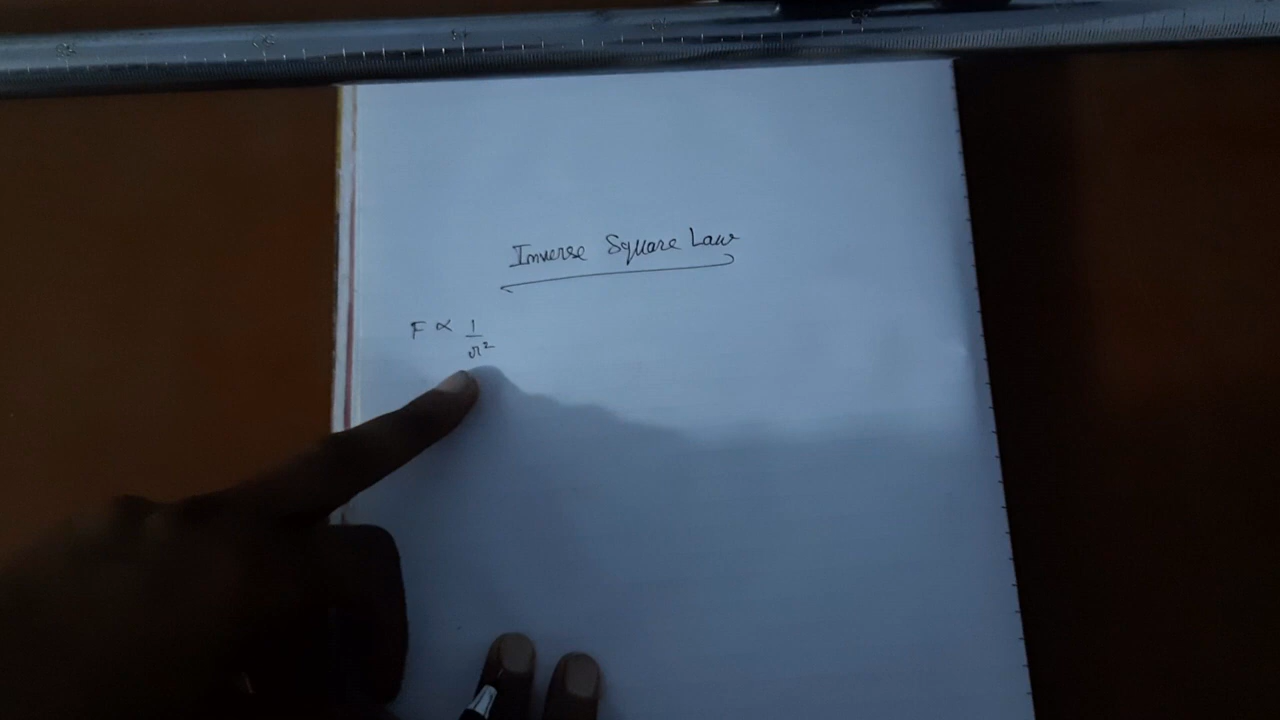 Inverse Square Law
F ∝ 1/r²